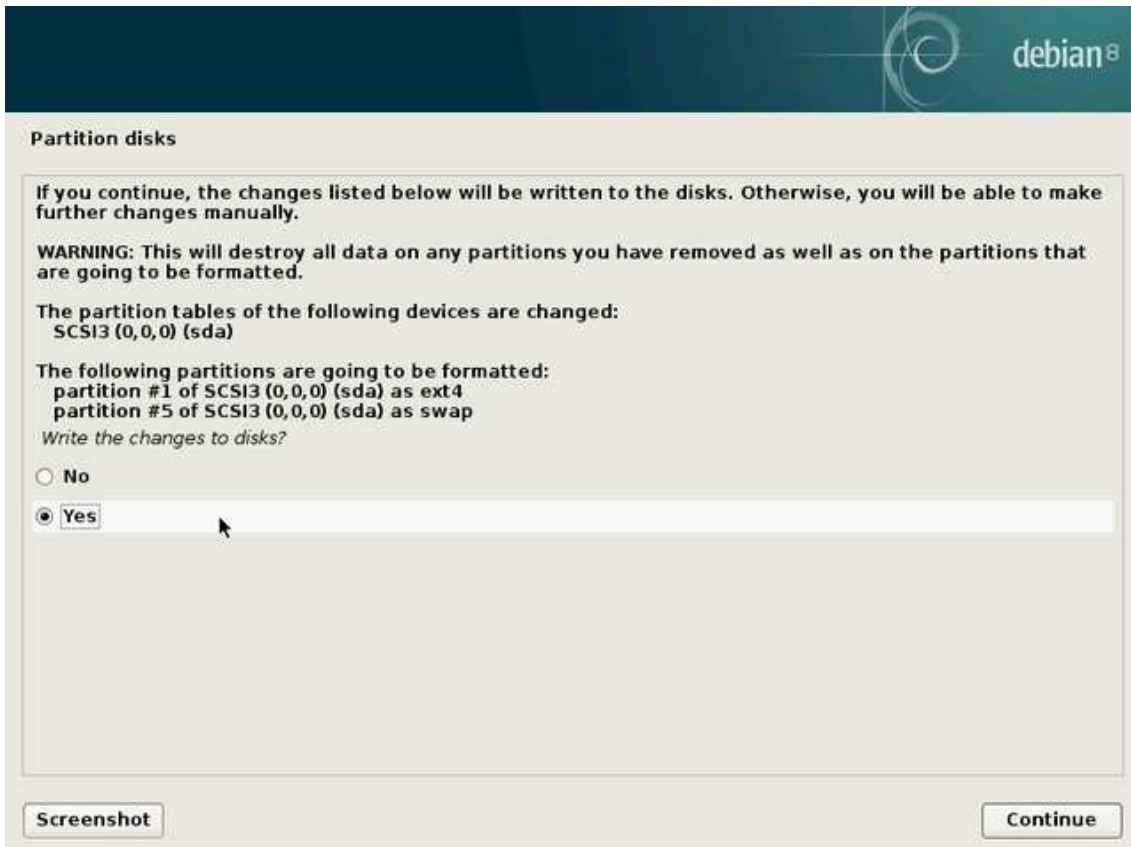 debian 8
Partition disks
If you continue, the changes listed below will be written to the disks. Otherwise, you will be able to make
further changes manually.
WARNING: This will destroy all data on any partitions you have removed as well as on the partitions that
are going to be formatted.
The partition tables of the following devices are changed:
SCSI3 (0,0,0) (sda)
The following partitions are going to be formatted:
partition #1 of SCSI3 (0,0,0) (sda) as ext4
partition #5 of SCSI3 (0,0,0) (sda) as swap
Write the changes to disks?
No
Yes
Screenshot
Continue